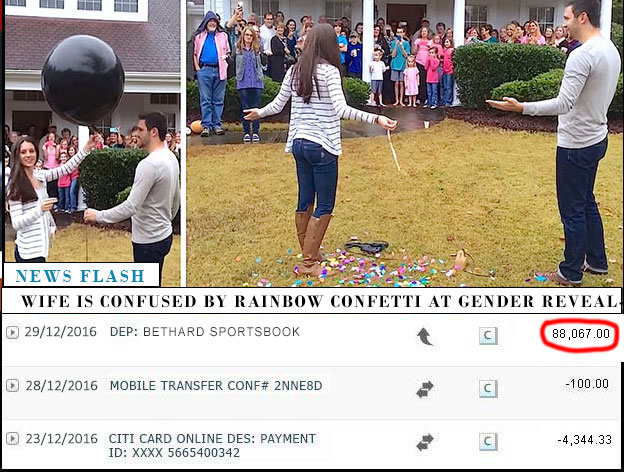 NEWS FLASH
WIFE IS CONFUSED BY RAINBOW CONFETTI AT GENDER REVEAL-
29/12/2016 DEP: BETHARD SPORTSBOOK C 88,067.00
28/12/2016 MOBILE TRANSFER CONF# 2NNE8D C -100.00
23/12/2016 CITI CARD ONLINE DES: PAYMENT C -4,344.33
ID: XXXX 5665400342